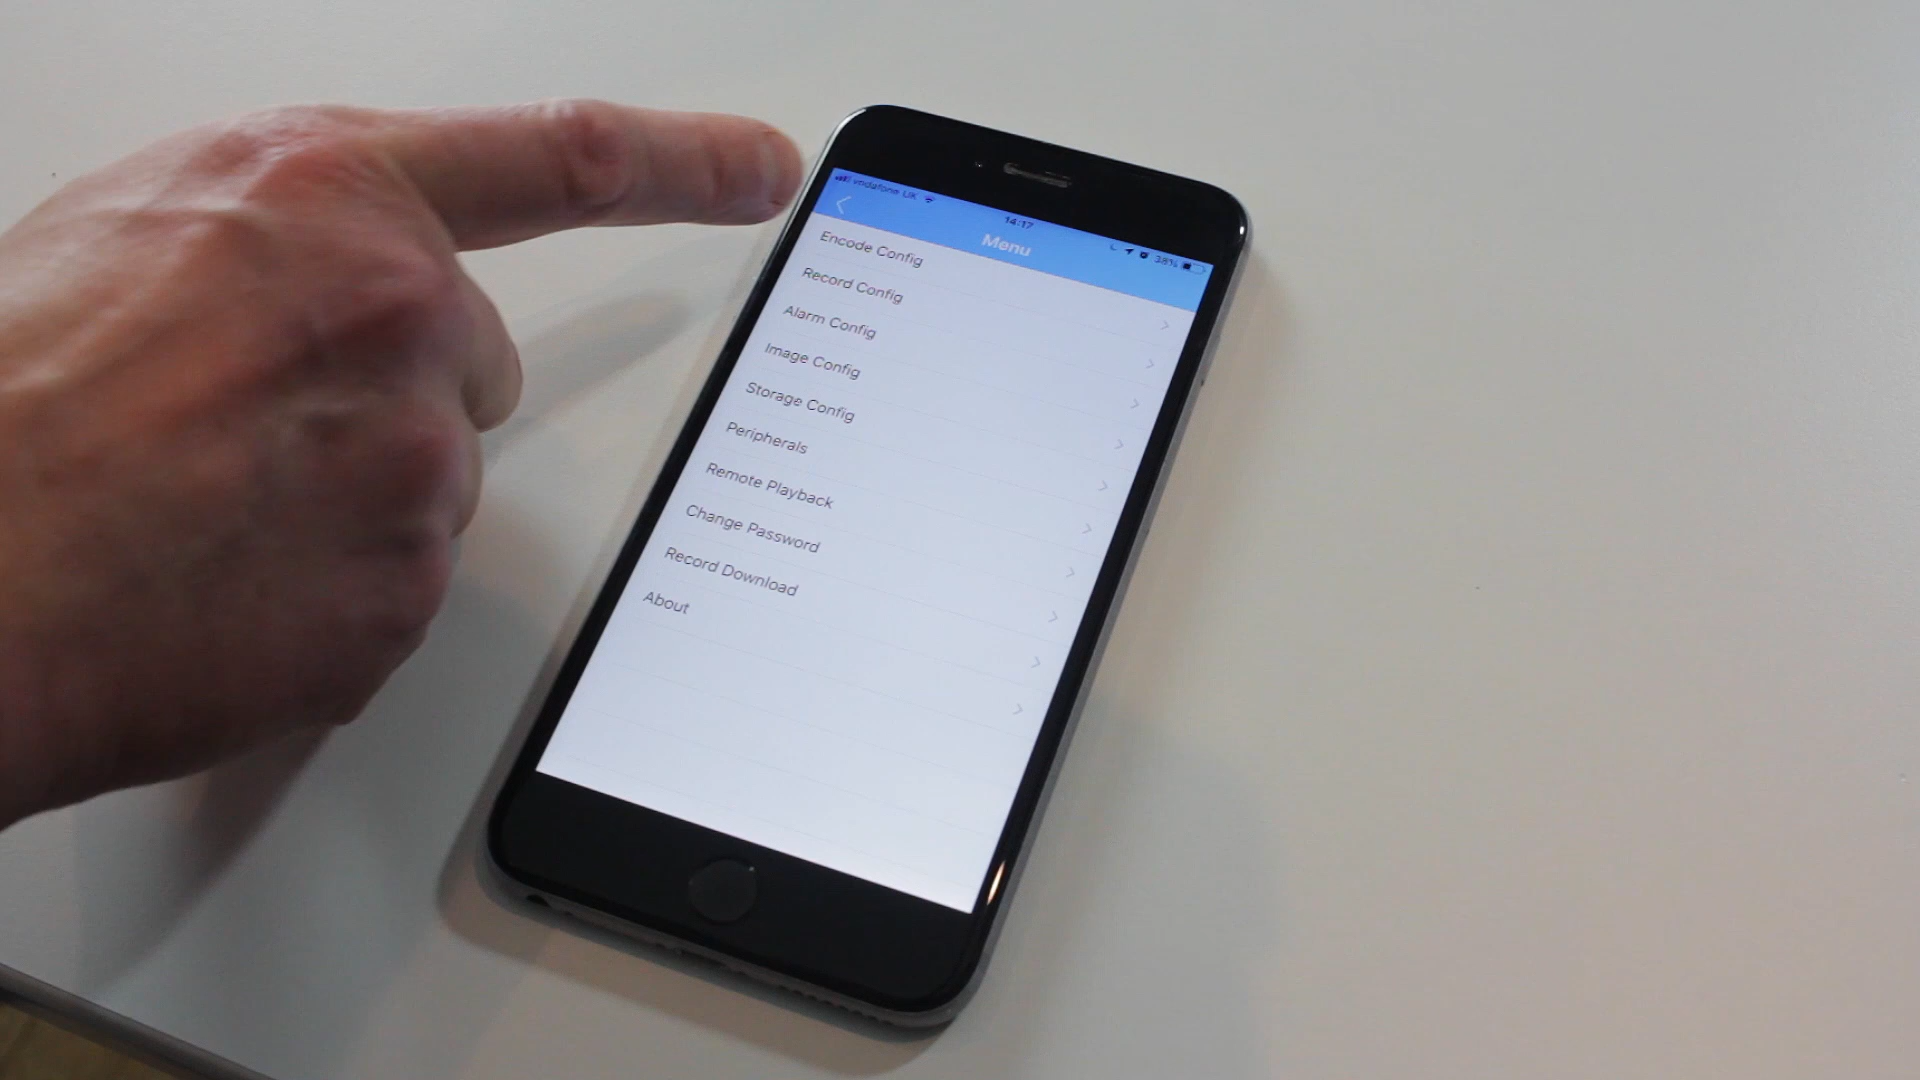 vodafone UK
14:17
38%
Menu
Encode Config
Record Config
Alarm Config
Image Config
Storage Config
Peripherals
Remote Playback
Change Password
Record Download
About